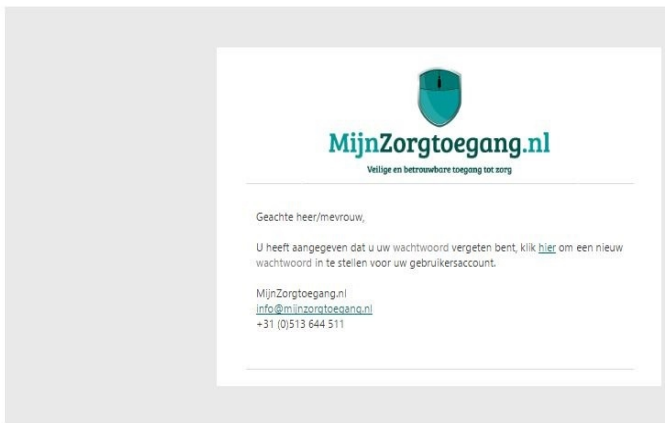 MijnZorgtoegang.nl
Veilige en betrouwbare toegang tot zorg
Geachte heer/mevrouw,
U heeft aangegeven dat u uw wachtwoord vergeten bent, klik hier om een nieuw
wachtwoord in te stellen voor uw gebruikersaccount.
MijnZorgtoegang.nl
info@mijnzorgtoegang.nl
+31 (0)513 644 511